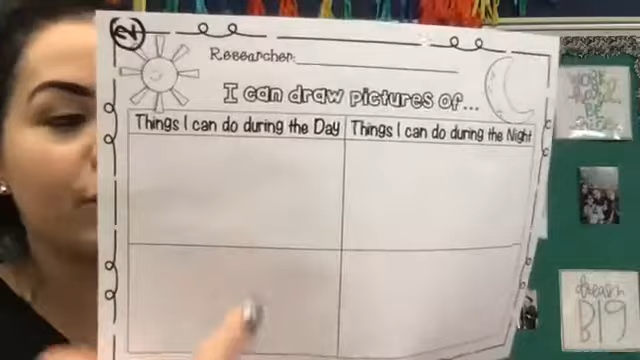 2
Researcher:
I can draw pictures of...
Things I can do during the Day
Things I can do during the Night
dream
BIG